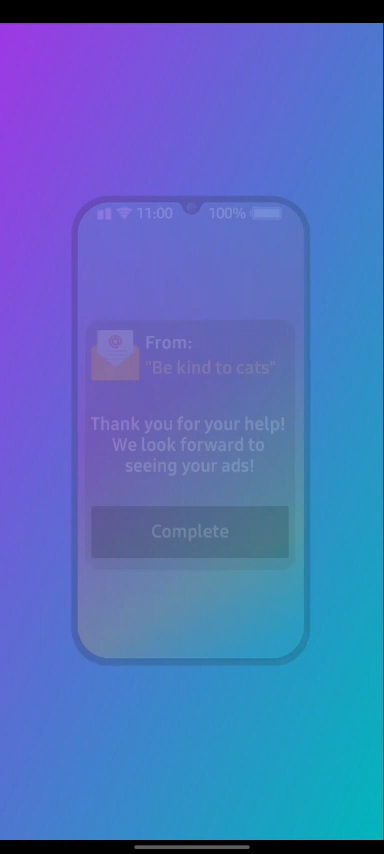 11:00
100%
@
From:
"Be kind to cats"
Thank you for your help!
We look forward to
seeing your ads!
Complete